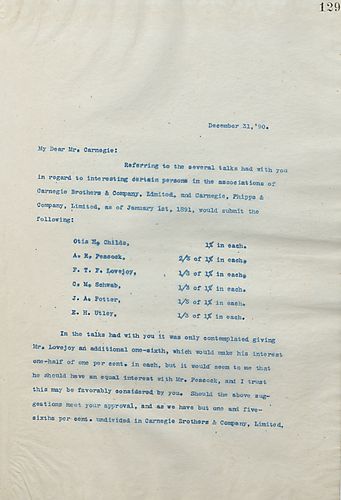 129
December 31, '90.
My Dear Mr. Carnegie:
Referring to the several talks had with you
in regard to interesting certain persons in the associations of
Carnegie Brothers & Company, Limited, and Carnegie, Phipps &
Company, Limited, as of January 1st, 1891, would submit the
following:
Otis H. Childs, 1% in each.
A. R. Peacock, 2/3 of 1% in each.
F. T. F. Lovejoy, 1/3 of 1% in each.
C. M. Schwab, 1/3 of 1% in each.
J. A. Potter, 1/3 of 1% in each.
E. H. Utley, 1/3 of 1% in each.
In the talks had with you it was only contemplated giving
Mr. Lovejoy an additional one-sixth, which would make his interest
one-half of one per cent. in each, but it would seem to me that
he should have an equal interest with Mr. Peacock, and I trust
this may be favorably considered by you. Should the above sug-
gestions meet your approval, and as we have but one and five-
sixths per cent. undivided in Carnegie Brothers & Company, Limited,